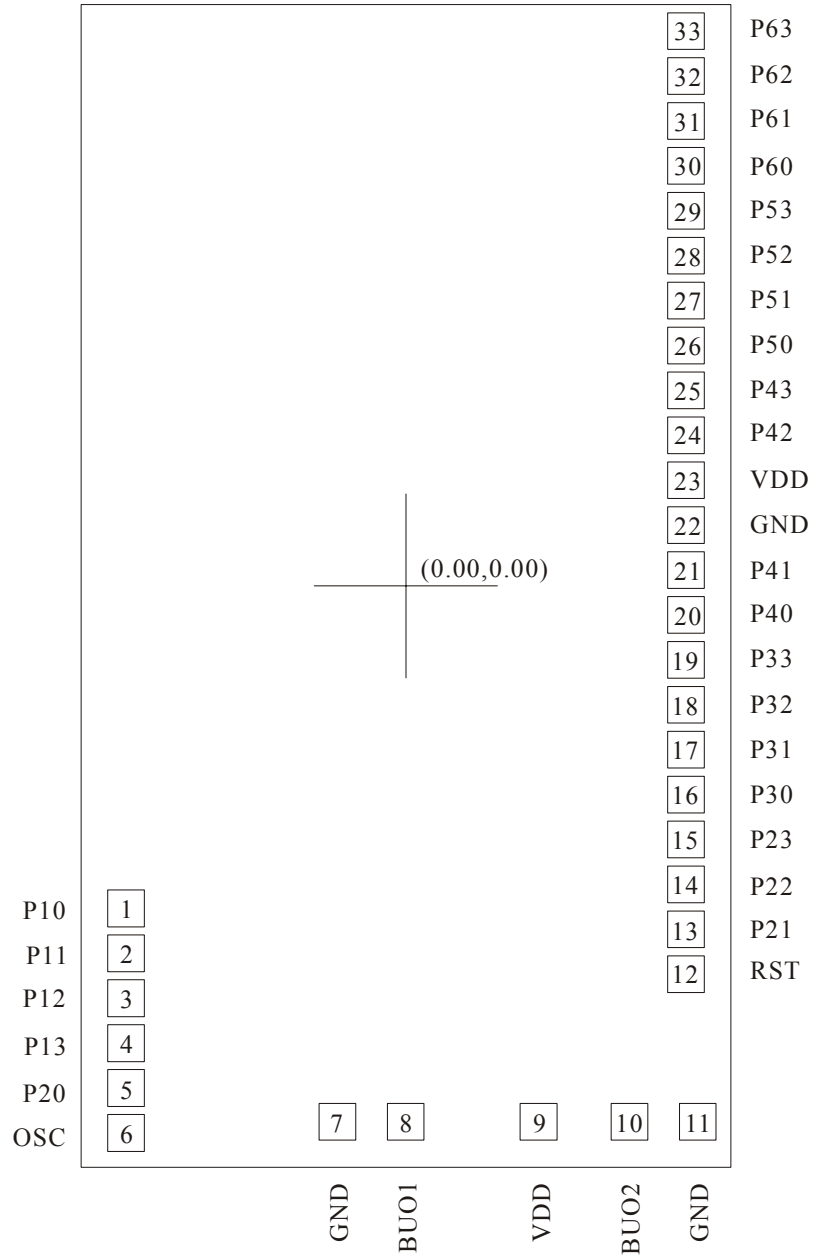 33 P63
32 P62
31 P61
30 P60
29 P53
28 P52
27 P51
26 P50
25 P43
24 P42
23 VDD
22 GND
(0.00,0.00)
21 P41
20 P40
19 P33
18 P32
17 P31
16 P30
15 P23
14 P22
13 P21
12 RST
P10 1
P11 2
P12 3
P13 4
P20 5
OSC 6
7 8 9 10 11
GND BUO1 VDD BUO2 GND